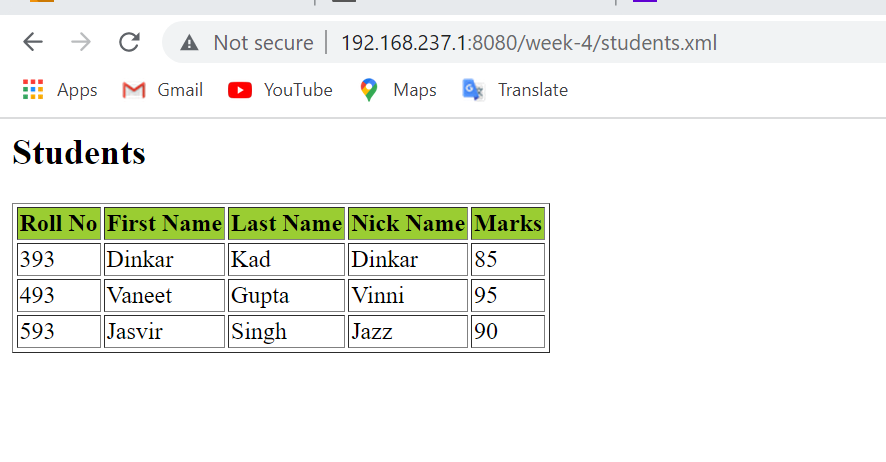 Not secure | 192.168.237.1:8080/week-4/students.xml
Apps Gmail YouTube Maps Translate
Students
Roll No First Name Last Name Nick Name Marks
393 Dinkar Kad Dinkar 85
493 Vaneet Gupta Vinni 95
593 Jasvir Singh Jazz 90